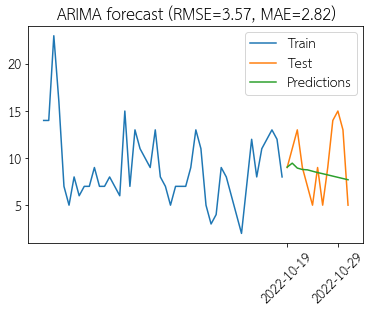 ARIMA forecast (RMSE=3.57, MAE=2.82)
Train
Test
Predictions
20
15
10
5
2022-10-19
2022-10-29